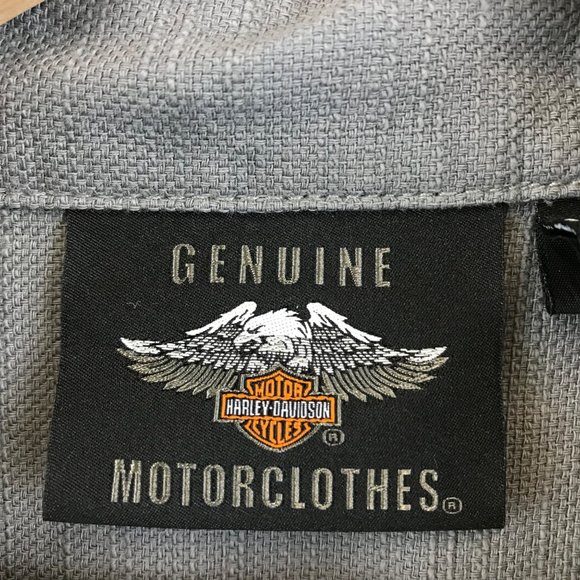 GENUINE
MOTOR
HARLEY-DAVIDSON
CYCLES
®
MOTORCLOTHES®